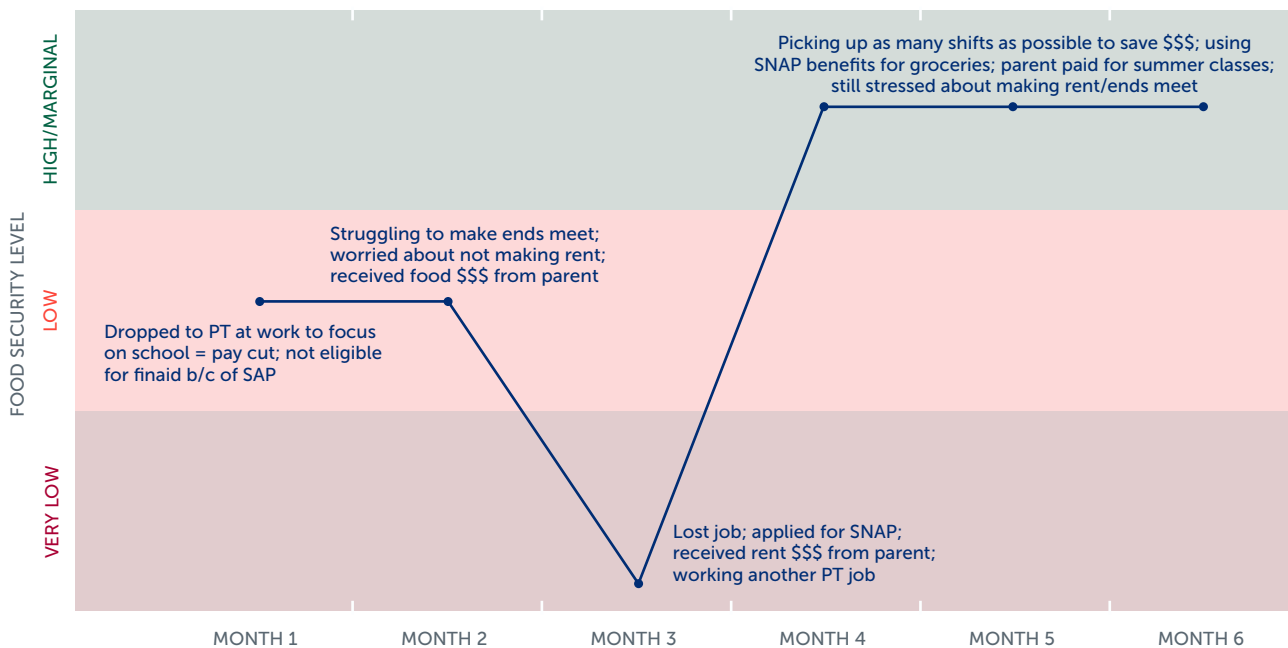 FOOD SECURITY LEVEL
HIGH/MARGINAL
LOW
VERY LOW
Picking up as many shifts as possible to save $$$; using
SNAP benefits for groceries; parent paid for summer classes;
still stressed about making rent/ends meet
Struggling to make ends meet;
worried about not making rent;
received food $$$ from parent
Dropped to PT at work to focus
on school = pay cut; not eligible
for finaid b/c of SAP
Lost job; applied for SNAP;
received rent $$$ from parent;
working another PT job
MONTH 1
MONTH 2
MONTH 3
MONTH 4
MONTH 5
MONTH 6